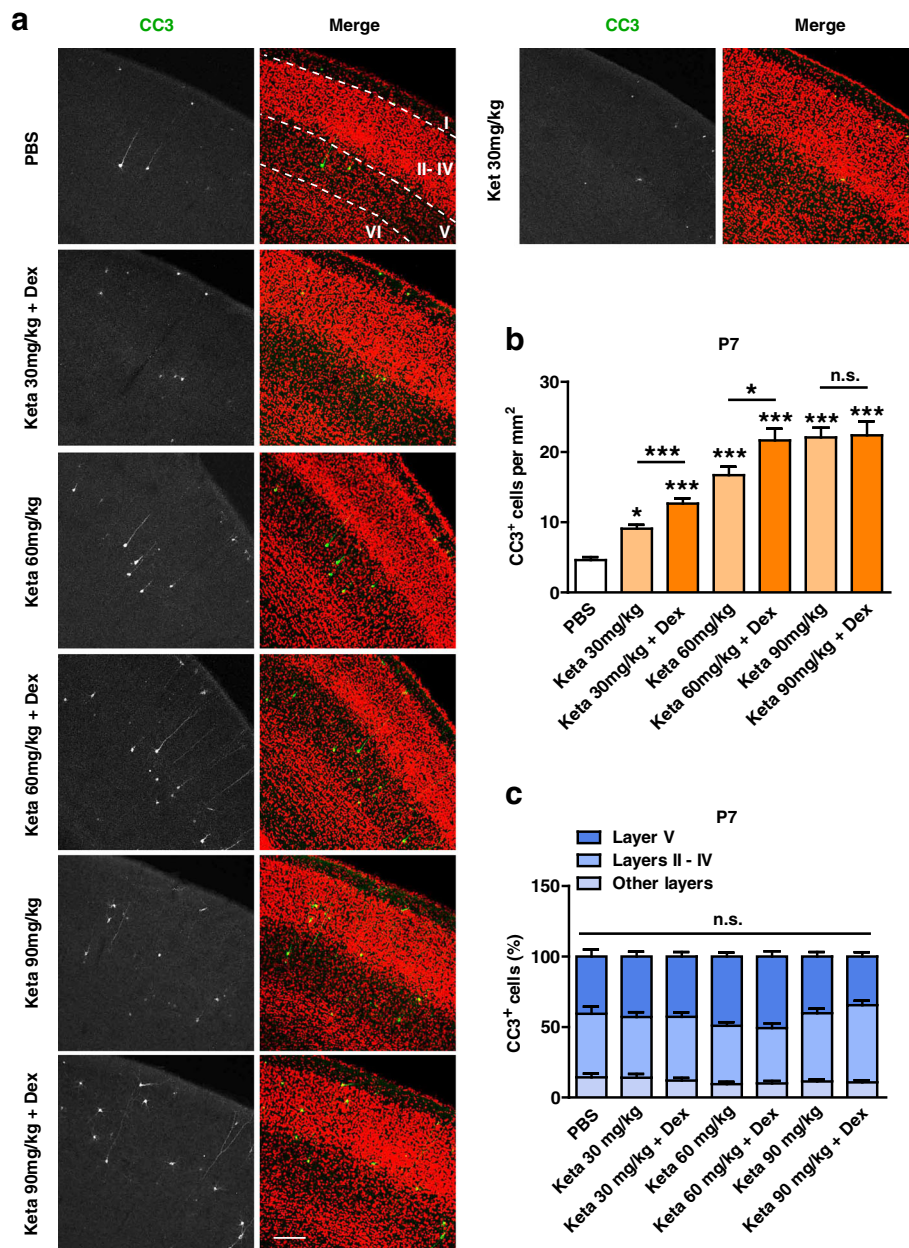 a
CC3
Merge
PBS
I
II- IV
V
VI
Keta 30mg/kg + Dex
Keta 60mg/kg
Keta 60mg/kg + Dex
Keta 90mg/kg
Keta 90mg/kg + Dex
CC3
Merge
Ket 30mg/kg
b
P7
CC3+ cells per mm2
30
20
10
0
*
***
***
***
*
***
***
n.s.
***
PBS
Keta 30mg/kg
Keta 30mg/kg + Dex
Keta 60mg/kg
Keta 60mg/kg + Dex
Keta 90mg/kg
Keta 90mg/kg + Dex
c
P7
Layer V
Layers II - IV
Other layers
CC3+ cells (%)
150
100
50
0
n.s.
PBS
Keta 30 mg/kg
Keta 30 mg/kg + Dex
Keta 60 mg/kg
Keta 60 mg/kg + Dex
Keta 90 mg/kg
Keta 90 mg/kg + Dex